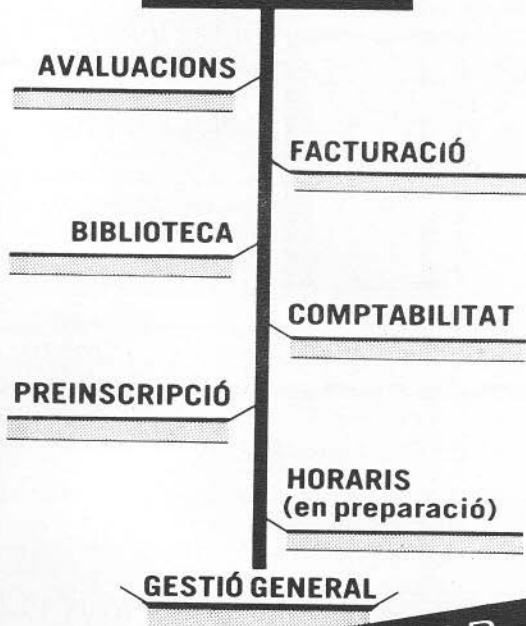 AVALUACIONS
FACTURACIÓ
BIBLIOTECA
COMPTABILITAT
PREINSCRIPCIÓ
HORARIS
(en preparació)
GESTIÓ GENERAL